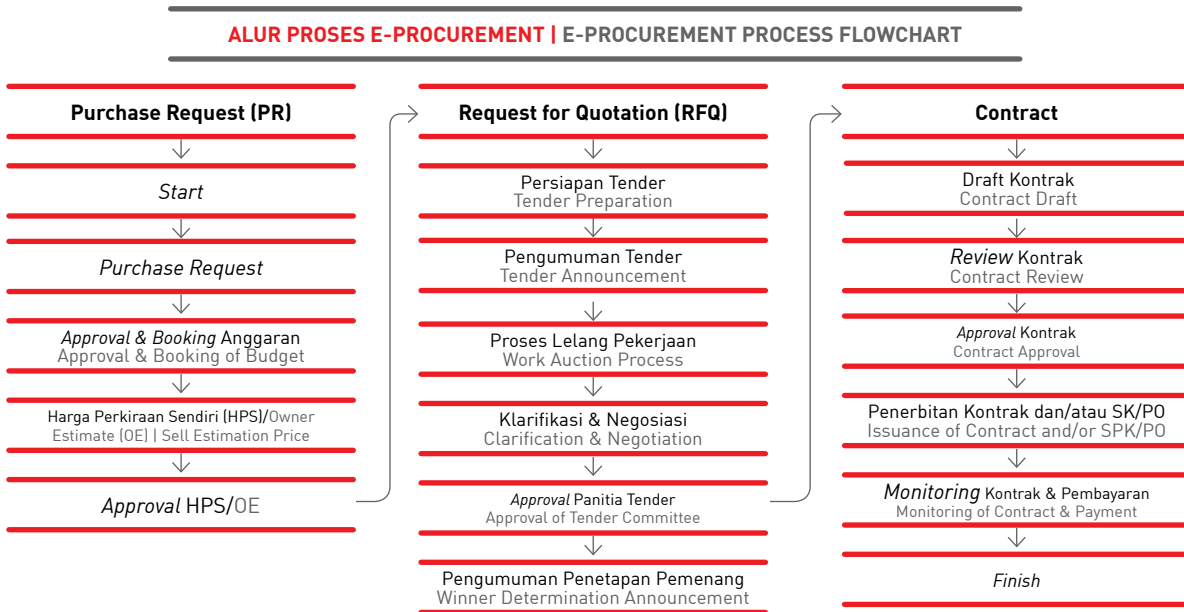 ALUR PROSES E-PROCUREMENT | E-PROCUREMENT PROCESS FLOWCHART
Purchase Request (PR)
Start
Purchase Request
Approval & Booking Anggaran
Approval & Booking of Budget
Harga Perkiraan Sendiri (HPS)/Owner
Estimate (OE) | Sell Estimation Price
Approval HPS/OE
Request for Quotation (RFQ)
Persiapan Tender
Tender Preparation
Pengumuman Tender
Tender Announcement
Proses Lelang Pekerjaan
Work Auction Process
Klarifikasi & Negosiasi
Clarification & Negotiation
Approval Panitia Tender
Approval of Tender Committee
Pengumuman Penetapan Pemenang
Winner Determination Announcement
Contract
Draft Kontrak
Contract Draft
Review Kontrak
Contract Review
Approval Kontrak
Contract Approval
Penerbitan Kontrak dan/atau SK/PO
Issuance of Contract and/or SPK/PO
Monitoring Kontrak & Pembayaran
Monitoring of Contract & Payment
Finish